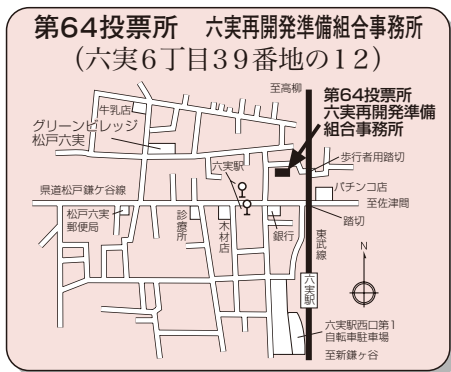 第64投票所　六実再開発準備組合事務所
(六実6丁目39番地の12)
至高柳
第64投票所
六実再開発準備
組合事務所
牛乳店
グリーンビレッジ
松戸六実
六実駅
歩行者用踏切
パチンコ店
県道松戸鎌ケ谷線
至佐津間
松戸六実
郵便局
診療所
木材店
銀行
踏切
東武線
N
六実駅
六実駅西口第1
自転車駐車場
至新鎌ヶ谷